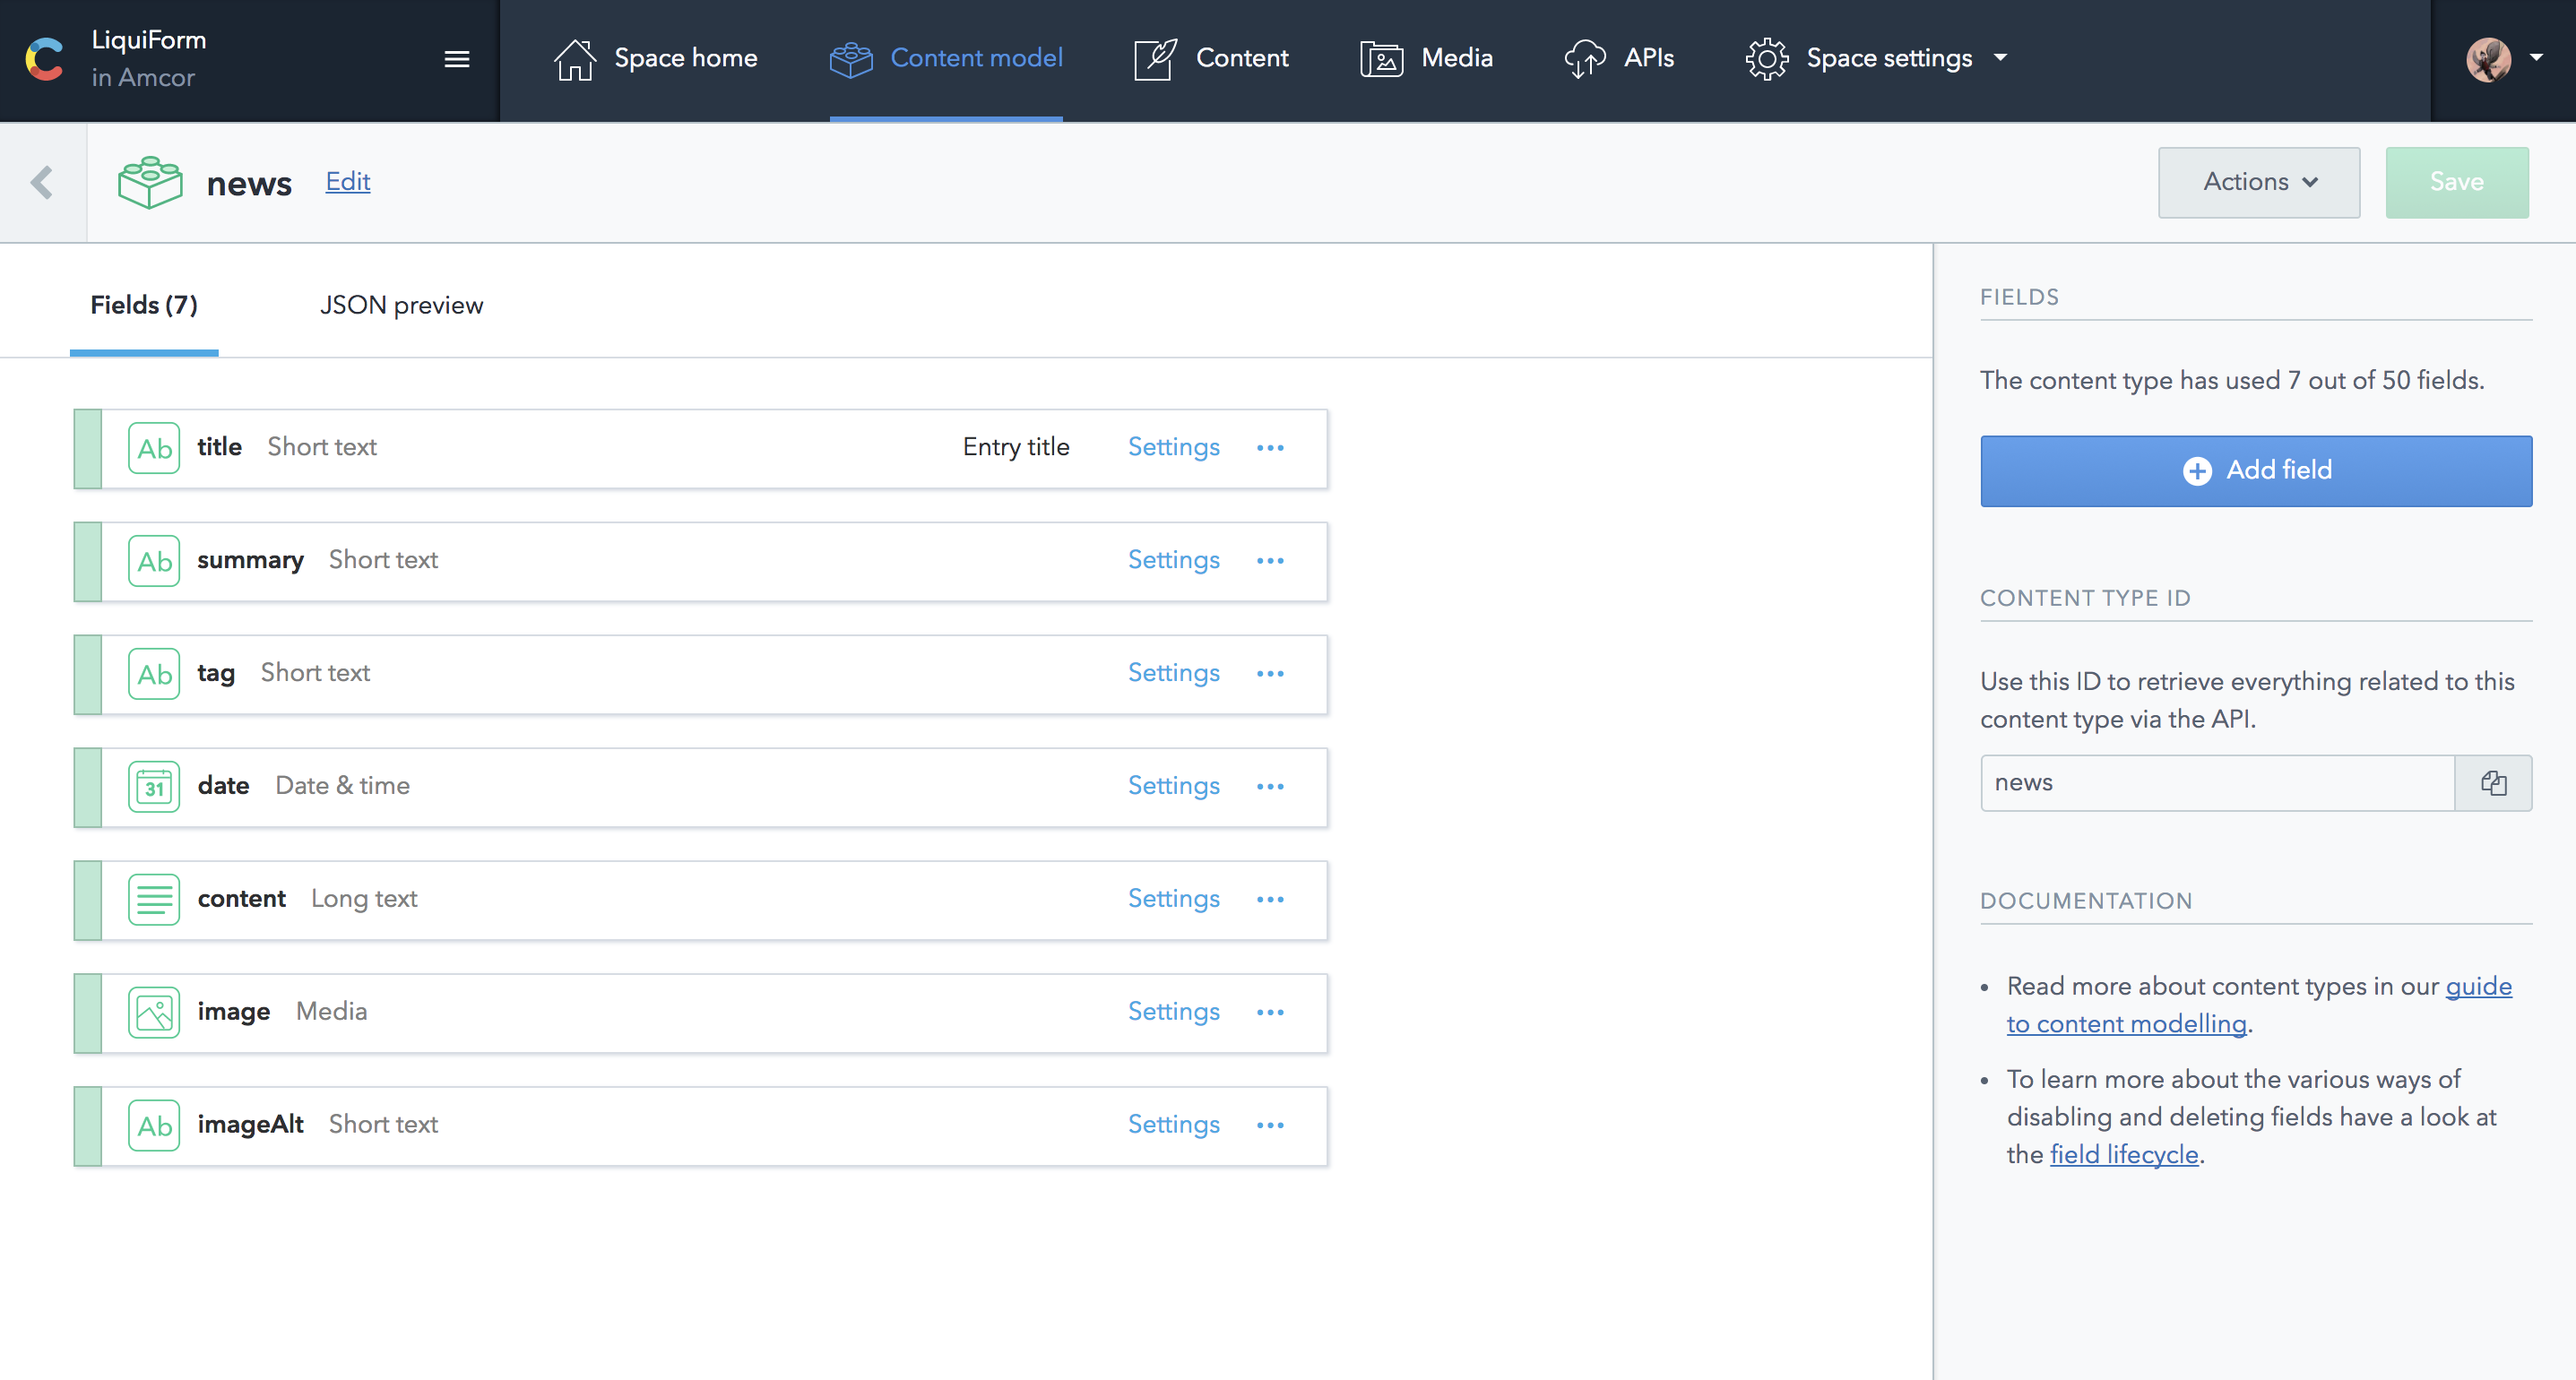 LiquiForm
in Amcor
Space home
Content model
Content
Media
APIs
Space settings
news Edit
Actions
Save
Fields (7)
JSON preview
Ab title Short text Entry title Settings
Ab summary Short text Settings
Ab tag Short text Settings
31 date Date & time Settings
content Long text Settings
image Media Settings
Ab imageAlt Short text Settings
FIELDS
The content type has used 7 out of 50 fields.
Add field
CONTENT TYPE ID
Use this ID to retrieve everything related to this
content type via the API.
news
DOCUMENTATION
• Read more about content types in our guide
to content modelling.
• To learn more about the various ways of
disabling and deleting fields have a look at
the field lifecycle.